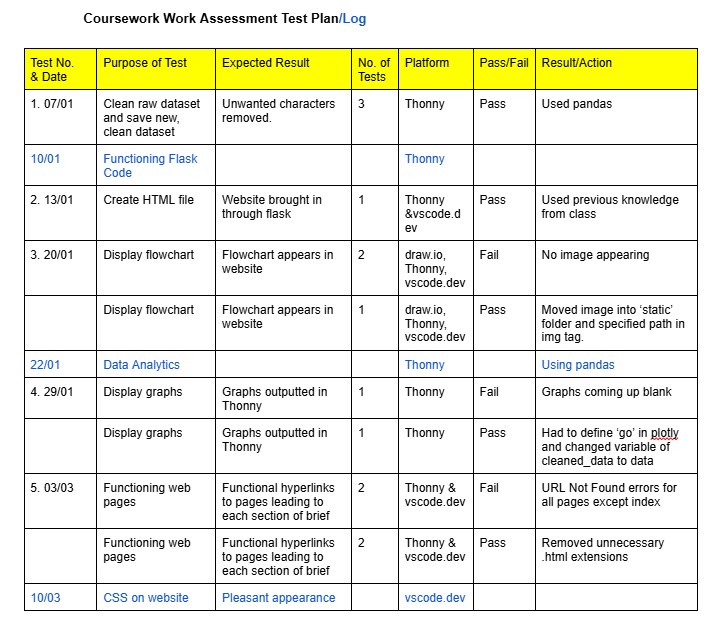 Coursework Work Assessment Test Plan/Log
Test No. & Date Purpose of Test Expected Result No. of Tests Platform Pass/Fail Result/Action
1. 07/01 Clean raw dataset and save new, clean dataset Unwanted characters removed. 3 Thonny Pass Used pandas
10/01 Functioning Flask Code Thonny
2. 13/01 Create HTML file Website brought in through flask 1 Thonny &vscode.dev Pass Used previous knowledge from class
3. 20/01 Display flowchart Flowchart appears in website 2 draw.io, Thonny, vscode.dev Fail No image appearing
Display flowchart Flowchart appears in website 1 draw.io, Thonny, vscode.dev Pass Moved image into ‘static’ folder and specified path in img tag.
22/01 Data Analytics Thonny Using pandas
4. 29/01 Display graphs Graphs outputted in Thonny 1 Thonny Fail Graphs coming up blank
Display graphs Graphs outputted in Thonny 1 Thonny Pass Had to define ‘go’ in plotly and changed variable of cleaned_data to data
5. 03/03 Functioning web pages Functional hyperlinks to pages leading to each section of brief 2 Thonny & vscode.dev Fail URL Not Found errors for all pages except index
Functioning web pages Functional hyperlinks to pages leading to each section of brief 2 Thonny & vscode.dev Pass Removed unnecessary .html extensions
10/03 CSS on website Pleasant appearance vscode.dev